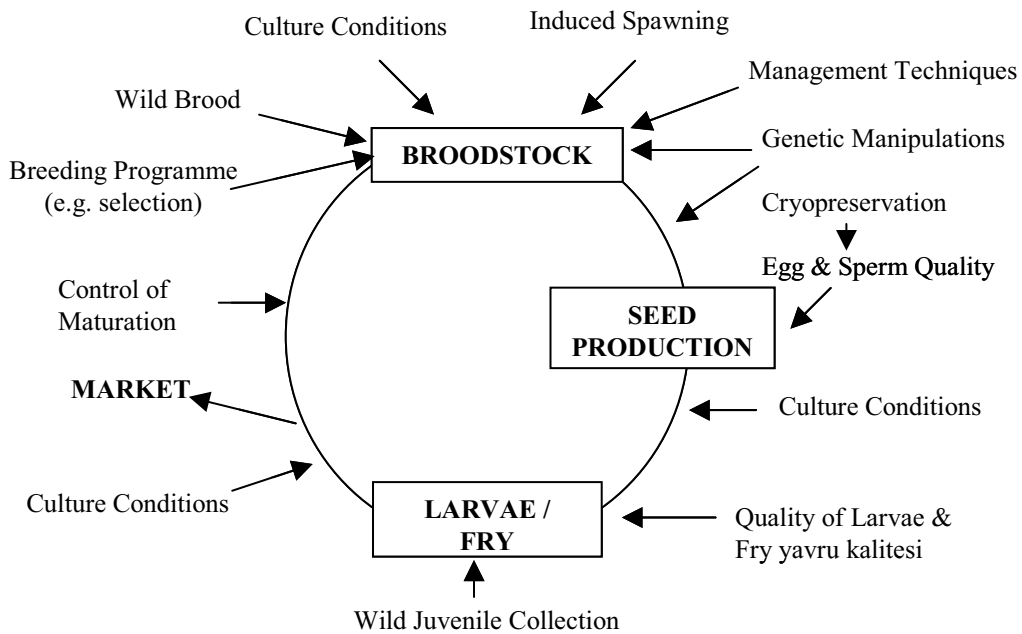 Culture Conditions
Induced Spawning
Management Techniques
Wild Brood
Genetic Manipulations
BROODSTOCK
Breeding Programme
(e.g. selection)
Cryopreservation
Egg & Sperm Quality
Control of
Maturation
SEED
PRODUCTION
MARKET
Culture Conditions
Culture Conditions
LARVAE /
FRY
Quality of Larvae &
Fry yavru kalitesi
Wild Juvenile Collection